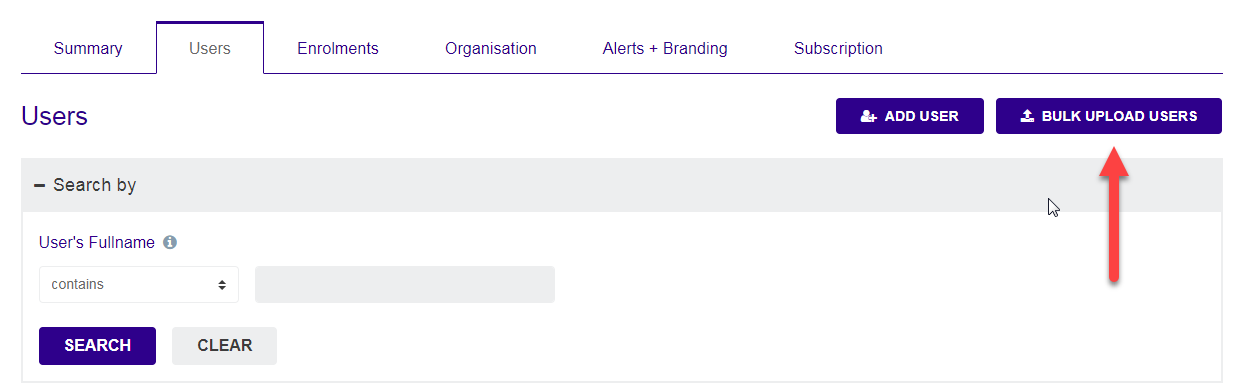 Summary Users Enrolments Organisation Alerts + Branding Subscription
Users ADD USER BULK UPLOAD USERS
Search by
User's Fullname
contains
SEARCH CLEAR